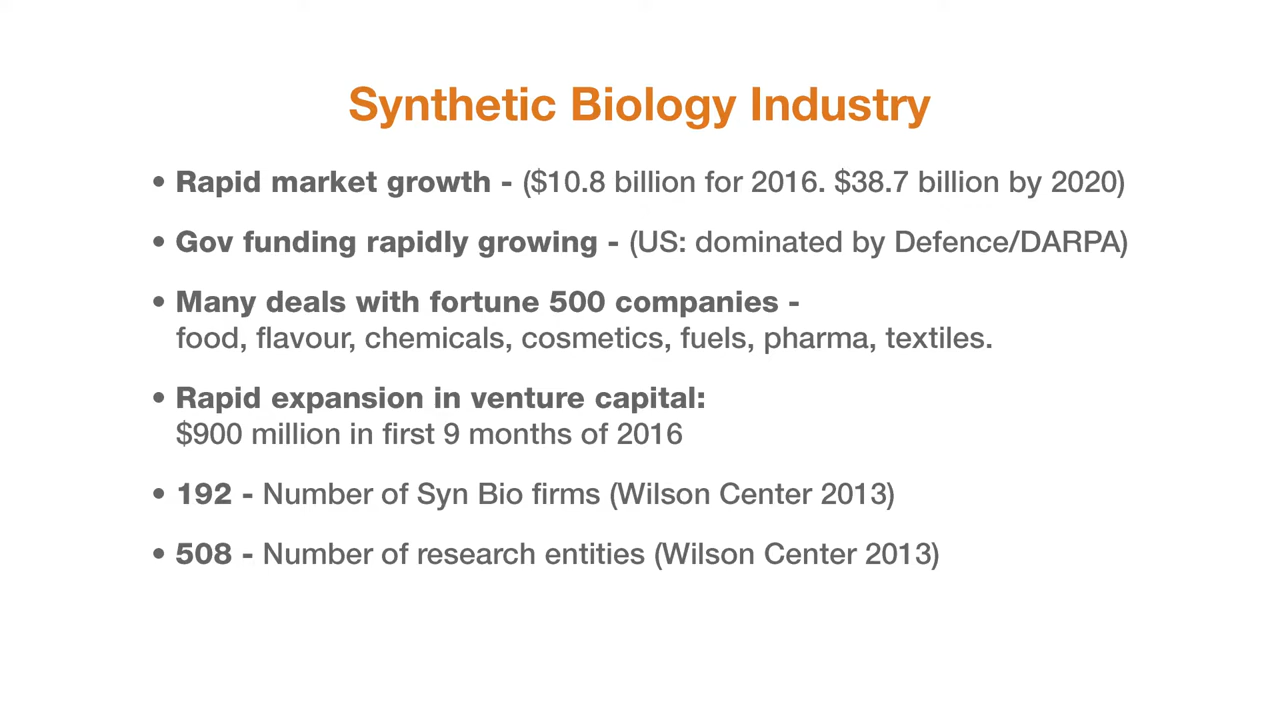 Synthetic Biology Industry
• Rapid market growth - ($10.8 billion for 2016. $38.7 billion by 2020)
• Gov funding rapidly growing - (US: dominated by Defence/DARPA)
• Many deals with fortune 500 companies -
food, flavour, chemicals, cosmetics, fuels, pharma, textiles.
• Rapid expansion in venture capital:
$900 million in first 9 months of 2016
• 192 - Number of Syn Bio firms (Wilson Center 2013)
• 508 - Number of research entities (Wilson Center 2013)